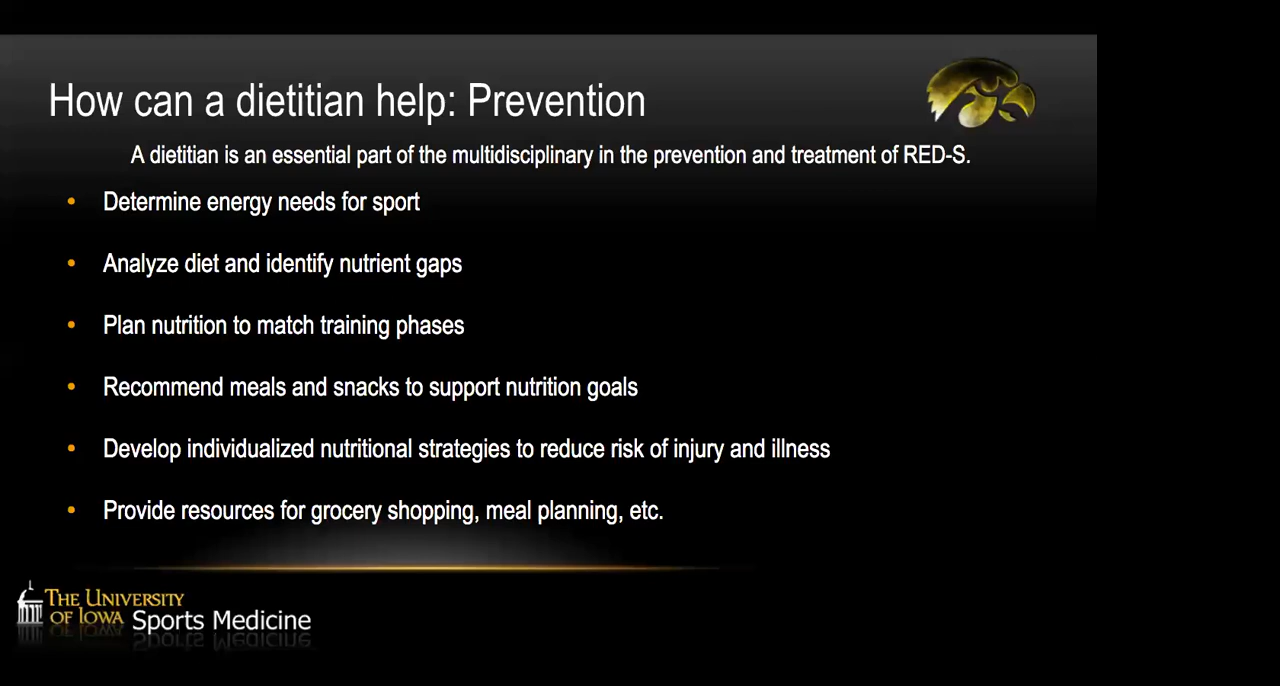 How can a dietitian help: Prevention
A dietitian is an essential part of the multidisciplinary in the prevention and treatment of RED-S.
• Determine energy needs for sport
• Analyze diet and identify nutrient gaps
• Plan nutrition to match training phases
• Recommend meals and snacks to support nutrition goals
• Develop individualized nutritional strategies to reduce risk of injury and illness
• Provide resources for grocery shopping, meal planning, etc.
THE UNIVERSITY
OF IOWA Sports Medicine